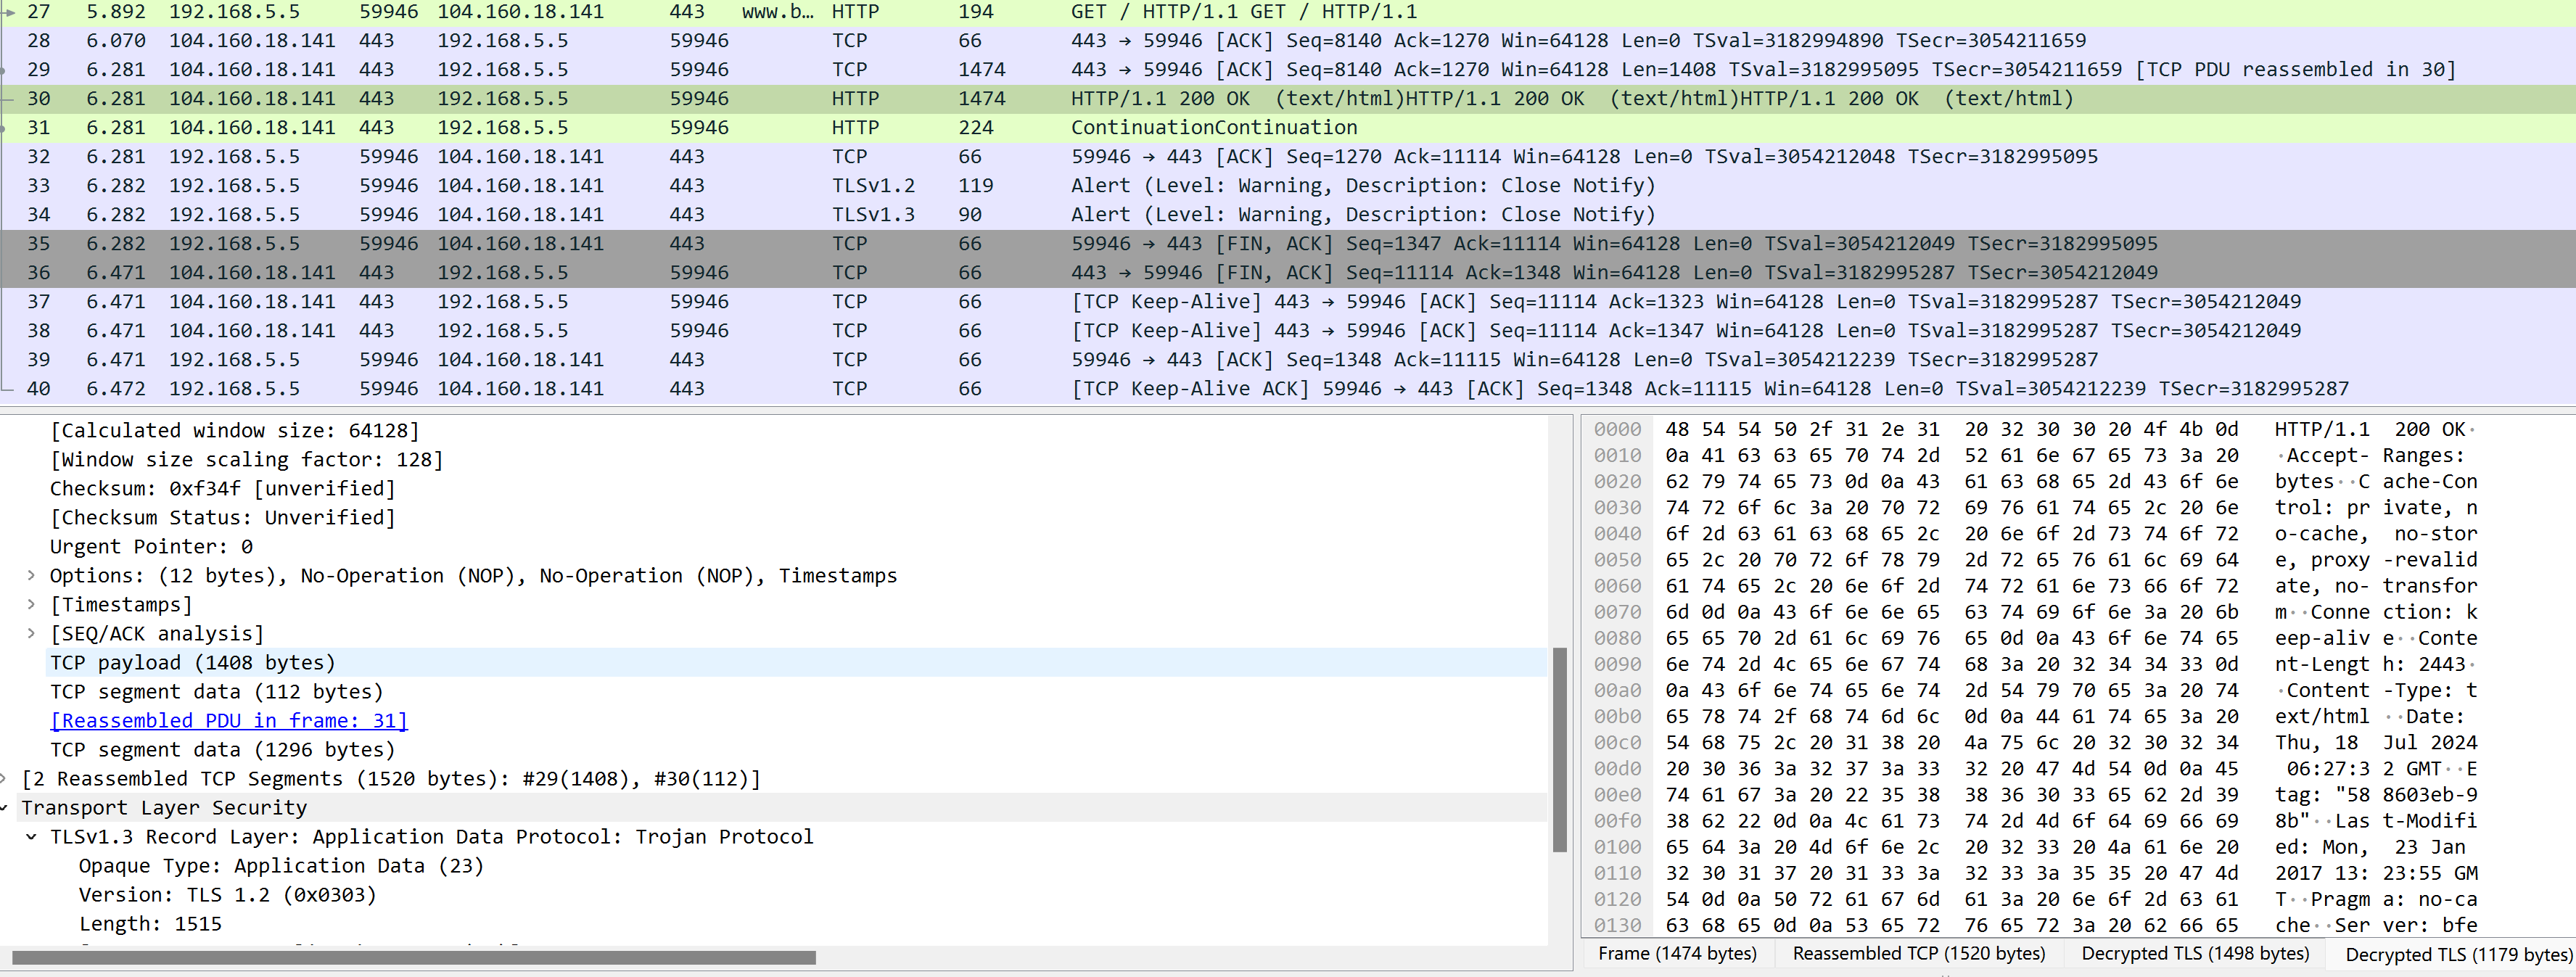 27 5.892 192.168.5.5 59946 104.160.18.141 443 www.b… HTTP 194 GET / HTTP/1.1 GET / HTTP/1.1
28 6.070 104.160.18.141 443 192.168.5.5 59946 TCP 66 443 → 59946 [ACK] Seq=8140 Ack=1270 Win=64128 Len=0 TSval=3182994890 TSecr=3054211659
29 6.281 104.160.18.141 443 192.168.5.5 59946 TCP 1474 443 → 59946 [ACK] Seq=8140 Ack=1270 Win=64128 Len=1408 TSval=3182995095 TSecr=3054211659 [TCP PDU reassembled in 30]
30 6.281 104.160.18.141 443 192.168.5.5 59946 HTTP 1474 HTTP/1.1 200 OK (text/html)HTTP/1.1 200 OK (text/html)HTTP/1.1 200 OK (text/html)
31 6.281 104.160.18.141 443 192.168.5.5 59946 HTTP 224 ContinuationContinuation
32 6.281 192.168.5.5 59946 104.160.18.141 443 TCP 66 59946 → 443 [ACK] Seq=1270 Ack=11114 Win=64128 Len=0 TSval=3054212048 TSecr=3182995095
33 6.282 192.168.5.5 59946 104.160.18.141 443 TLSv1.2 119 Alert (Level: Warning, Description: Close Notify)
34 6.282 192.168.5.5 59946 104.160.18.141 443 TLSv1.3 90 Alert (Level: Warning, Description: Close Notify)
35 6.282 192.168.5.5 59946 104.160.18.141 443 TCP 66 59946 → 443 [FIN, ACK] Seq=1347 Ack=11114 Win=64128 Len=0 TSval=3054212049 TSecr=3182995095
36 6.471 104.160.18.141 443 192.168.5.5 59946 TCP 66 443 → 59946 [FIN, ACK] Seq=11114 Ack=1348 Win=64128 Len=0 TSval=3182995287 TSecr=3054212049
37 6.471 104.160.18.141 443 192.168.5.5 59946 TCP 66 [TCP Keep-Alive] 443 → 59946 [ACK] Seq=11114 Ack=1323 Win=64128 Len=0 TSval=3182995287 TSecr=3054212049
38 6.471 104.160.18.141 443 192.168.5.5 59946 TCP 66 [TCP Keep-Alive] 443 → 59946 [ACK] Seq=11114 Ack=1347 Win=64128 Len=0 TSval=3182995287 TSecr=3054212049
39 6.471 192.168.5.5 59946 104.160.18.141 443 TCP 66 59946 → 443 [ACK] Seq=1348 Ack=11115 Win=64128 Len=0 TSval=3054212239 TSecr=3182995287
40 6.472 192.168.5.5 59946 104.160.18.141 443 TCP 66 [TCP Keep-Alive ACK] 59946 → 443 [ACK] Seq=1348 Ack=11115 Win=64128 Len=0 TSval=3054212239 TSecr=3182995287
[Calculated window size: 64128]
[Window size scaling factor: 128]
Checksum: 0xf34f [unverified]
[Checksum Status: Unverified]
Urgent Pointer: 0
Options: (12 bytes), No-Operation (NOP), No-Operation (NOP), Timestamps
[Timestamps]
[SEQ/ACK analysis]
TCP payload (1408 bytes)
TCP segment data (112 bytes)
[Reassembled PDU in frame: 31]
TCP segment data (1296 bytes)
[2 Reassembled TCP Segments (1520 bytes): #29(1408), #30(112)]
Transport Layer Security
TLSv1.3 Record Layer: Application Data Protocol: Trojan Protocol
Opaque Type: Application Data (23)
Version: TLS 1.2 (0x0303)
Length: 1515
0000 48 54 54 50 2f 31 2e 31 20 32 30 30 20 4f 4b 0d HTTP/1.1 200 OK·
0010 0a 41 63 63 65 70 74 2d 52 61 6e 67 65 73 3a 20 ·Accept- Ranges:
0020 62 79 74 65 73 0d 0a 43 61 63 68 65 2d 43 6f 6e bytes··C ache-Con
0030 74 72 6f 6c 3a 20 70 72 69 76 61 74 65 2c 20 6e trol: pr ivate, n
0040 6f 2d 63 61 63 68 65 2c 20 6e 6f 2d 73 74 6f 72 o-cache, no-stor
0050 65 2c 20 70 72 6f 78 79 2d 72 65 76 61 6c 69 64 e, proxy -revalid
0060 61 74 65 2c 20 6e 6f 2d 74 72 61 6e 73 66 6f 72 ate, no- transfor
0070 6d 0d 0a 43 6f 6e 6e 65 63 74 69 6f 6e 3a 20 6b m··Conne ction: k
0080 65 65 70 2d 61 6c 69 76 65 0d 0a 43 6f 6e 74 65 eep-aliv e··Conte
0090 6e 74 2d 4c 65 6e 67 74 68 3a 20 32 34 34 33 0d nt-Lengt h: 2443·
00a0 0a 43 6f 6e 74 65 6e 74 2d 54 79 70 65 3a 20 74 ·Content -Type: t
00b0 65 78 74 2f 68 74 6d 6c 0d 0a 44 61 74 65 3a 20 ext/html ··Date:
00c0 54 68 75 2c 20 31 38 20 4a 75 6c 20 32 30 32 34 Thu, 18 Jul 2024
00d0 20 30 36 3a 32 37 3a 33 32 20 47 4d 54 0d 0a 45 06:27:3 2 GMT··E
00e0 74 61 67 3a 20 22 35 38 38 36 30 33 65 62 2d 39 tag: "58 8603eb-9
00f0 38 62 22 0d 0a 4c 61 73 74 2d 4d 6f 64 69 66 69 8b"··Las t-Modifi
0100 65 64 3a 20 4d 6f 6e 2c 20 32 33 20 4a 61 6e 20 ed: Mon, 23 Jan
0110 32 30 31 37 20 31 33 3a 32 33 3a 35 35 20 47 4d 2017 13: 23:55 GM
0120 54 0d 0a 50 72 61 67 6d 61 3a 20 6e 6f 2d 63 61 T··Pragm a: no-ca
0130 63 68 65 0d 0a 53 65 72 76 65 72 3a 20 62 66 65 che··Ser ver: bfe
Frame (1474 bytes) Reassembled TCP (1520 bytes) Decrypted TLS (1498 bytes) Decrypted TLS (1179 bytes)